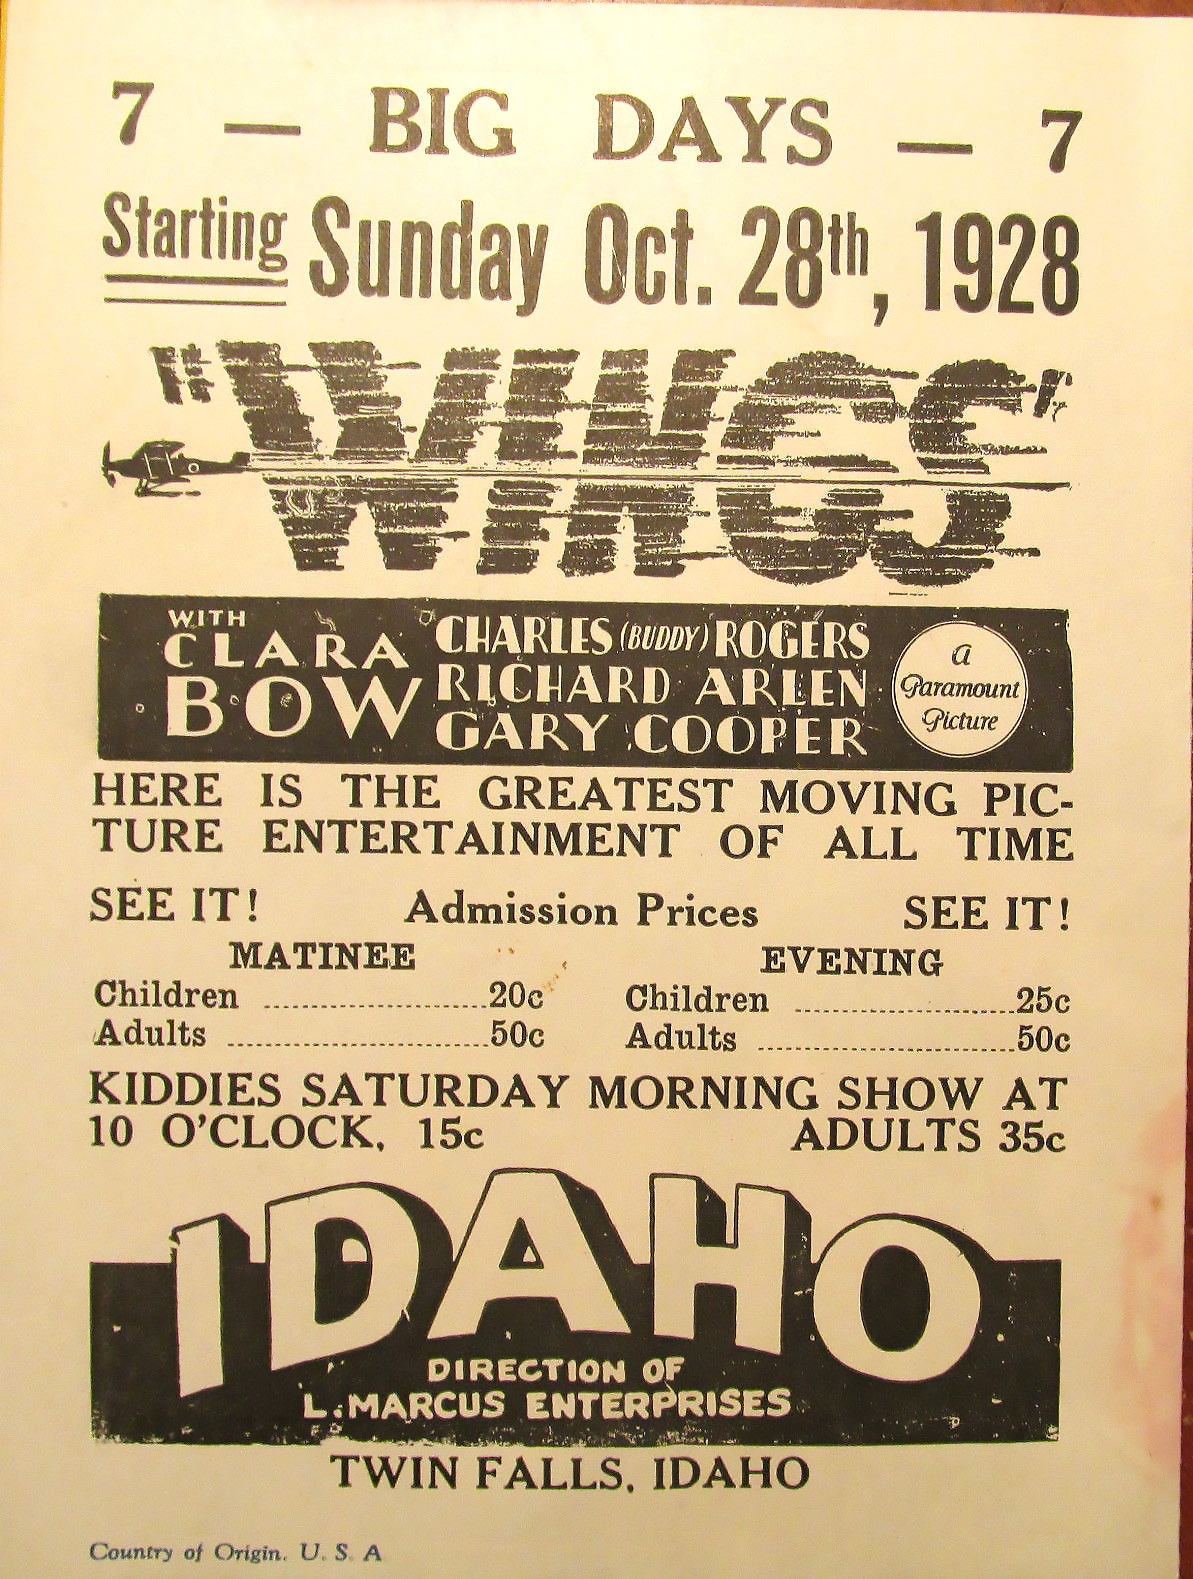 7 — BIG DAYS — 7
Starting Sunday Oct. 28th, 1928
"WINGS"
WITH
CLARA
BOW
CHARLES (BUDDY) ROGERS
RICHARD ARLEN
GARY COOPER
a
Paramount
Picture
HERE IS THE GREATEST MOVING PIC-
TURE ENTERTAINMENT OF ALL TIME
SEE IT! Admission Prices SEE IT!
MATINEE
Children ........................ 20c
Adults ........................ 50c
EVENING
Children ........................ 25c
Adults ........................ 50c
KIDDIES SATURDAY MORNING SHOW AT
10 O'CLOCK, 15c ADULTS 35c
IDAHO
DIRECTION OF
L. MARCUS ENTERPRISES
TWIN FALLS, IDAHO
Country of Origin. U. S. A